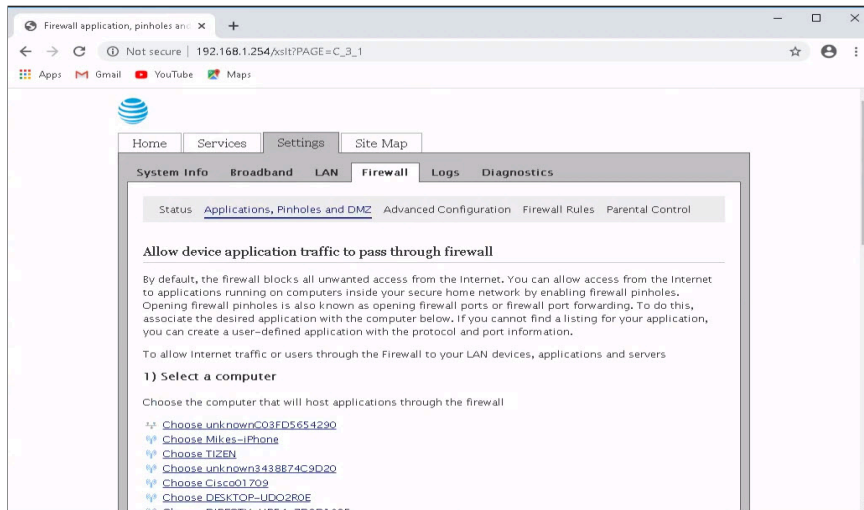 Firewall application, pinholes and
Not secure | 192.168.1.254/xslt?PAGE=C_3_1
Apps Gmail YouTube Maps
Home Services Settings Site Map
System Info Broadband LAN Firewall Logs Diagnostics
Status Applications, Pinholes and DMZ Advanced Configuration Firewall Rules Parental Control
Allow device application traffic to pass through firewall
By default, the firewall blocks all unwanted access from the Internet. You can allow access from the Internet
to applications running on computers inside your secure home network by enabling firewall pinholes.
Opening firewall pinholes is also known as opening firewall ports or firewall port forwarding. To do this,
associate the desired application with the computer below. If you cannot find a listing for your application,
you can create a user-defined application with the protocol and port information.
To allow Internet traffic or users through the Firewall to your LAN devices, applications and servers
1) Select a computer
Choose the computer that will host applications through the firewall
Choose unknownC03FD5654290
Choose Mikes-iPhone
Choose TIZEN
Choose unknown3438B74C9D20
Choose Cisco01709
Choose DESKTOP-UDO2R0E